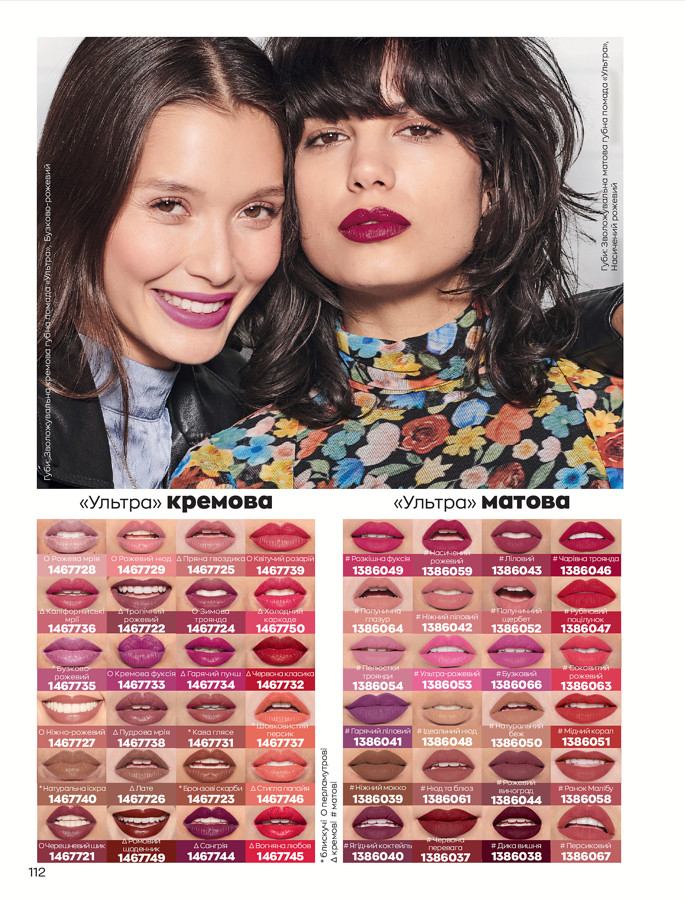 Губи: Зволожувальна кремова губна помада «Ультра», Бузково-рожевий
Губи: Зволожувальна матова губна помада «Ультра»,
Насичений рожевий
«Ультра» кремова
О Рожева мрія
1467728
О Рожевий нюд
1467729
Δ Пряна гвоздика
1467725
О Квітучий розарій
1467739
Δ Каліфорнійські
мрії
1467736
Δ Тропічний
рожевий
1467722
О Зимова
троянда
1467724
Δ Холодний
каркаде
1467750
* Бузково-
рожевий
1467735
О Кремова фуксія
1467733
Δ Гарячий пунш
1467734
Δ Червона класика
1467732
О Ніжно-рожевий
1467727
Δ Пудрова мрія
1467738
* Кава глясе
1467731
* Шовковистий
персик
1467737
* Натуральна іскра
1467740
Δ Лате
1467726
* Бронзові скарби
1467723
Δ Стигла папайя
1467746
О Черешневий шик
1467721
Δ Ромовий
щоденник
1467749
Δ Сангрія
1467744
Δ Вогняна любов
1467745
* блискучі О перламутрові
Δ кремові # матові
«Ультра» матова
# Розкішна фуксія
1386049
# Насичений
рожевий
1386059
# Ліловий
1386043
# Чарівна троянда
1386046
# Полунична
глазур
1386064
# Ніжний ліловий
1386042
# Полуничний
щербет
1386052
# Рубіновий
поцілунок
1386047
# Пелюстки
троянди
1386054
# Ультра-рожевий
1386053
# Бузковий
1386066
# Соковитий
рожевий
1386063
# Гарячий ліловий
1386041
# Ідеальний нюд
1386048
# Натуральний
беж
1386050
# Мідний корал
1386051
# Ніжний мокко
1386039
# Нюд та блюз
1386061
# Рожевий
виноград
1386044
# Ранок Малібу
1386058
# Ягідний коктейль
1386040
# Червона
перевага
1386037
# Дика вишня
1386038
# Персиковий
1386067
112